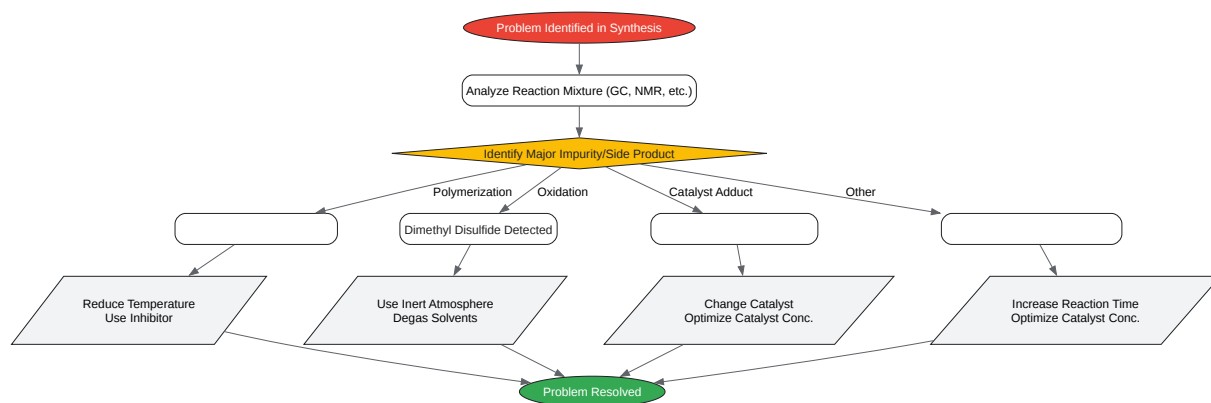 Problem Identified in Synthesis
Analyze Reaction Mixture (GC, NMR, etc.)
Identify Major Impurity/Side Product
Polymerization
Oxidation
Catalyst Adduct
Other
Dimethyl Disulfide Detected
Reduce Temperature
Use Inhibitor
Use Inert Atmosphere
Degas Solvents
Change Catalyst
Optimize Catalyst Conc.
Increase Reaction Time
Optimize Catalyst Conc.
Problem Resolved